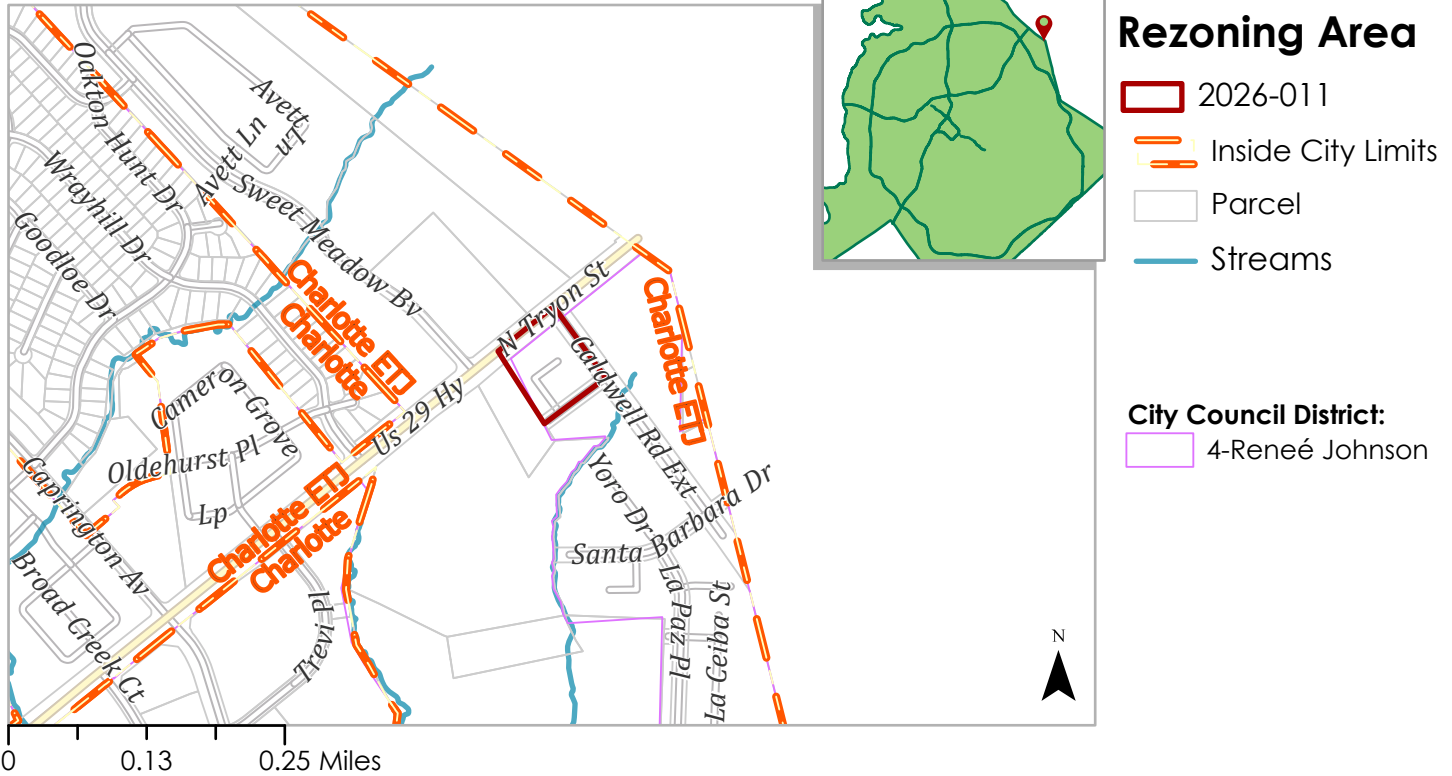 Rezoning Area
2026-011
Inside City Limits
Parcel
Streams
City Council District:
4-Reneé Johnson
Oakton Hunt Dr
Avett Ln
Avett
Ln
Wrayhill Dr
Sweet Meadow Bv
Goodloe Dr
Charlotte ETJ
Charlotte
N Tryon St
Charlotte ETJ
Caldwell Rd Ext
Cameron Grove
Us 29 Hy
Oldehurst Pl
Lp
Caprington Av
Charlotte ETJ
Charlotte
Yoro Dr
Santa Barbara Dr
Broad Creek Ct
Trevi
Pl
La Paz Pl
La Ceiba St
N
0
0.13
0.25 Miles